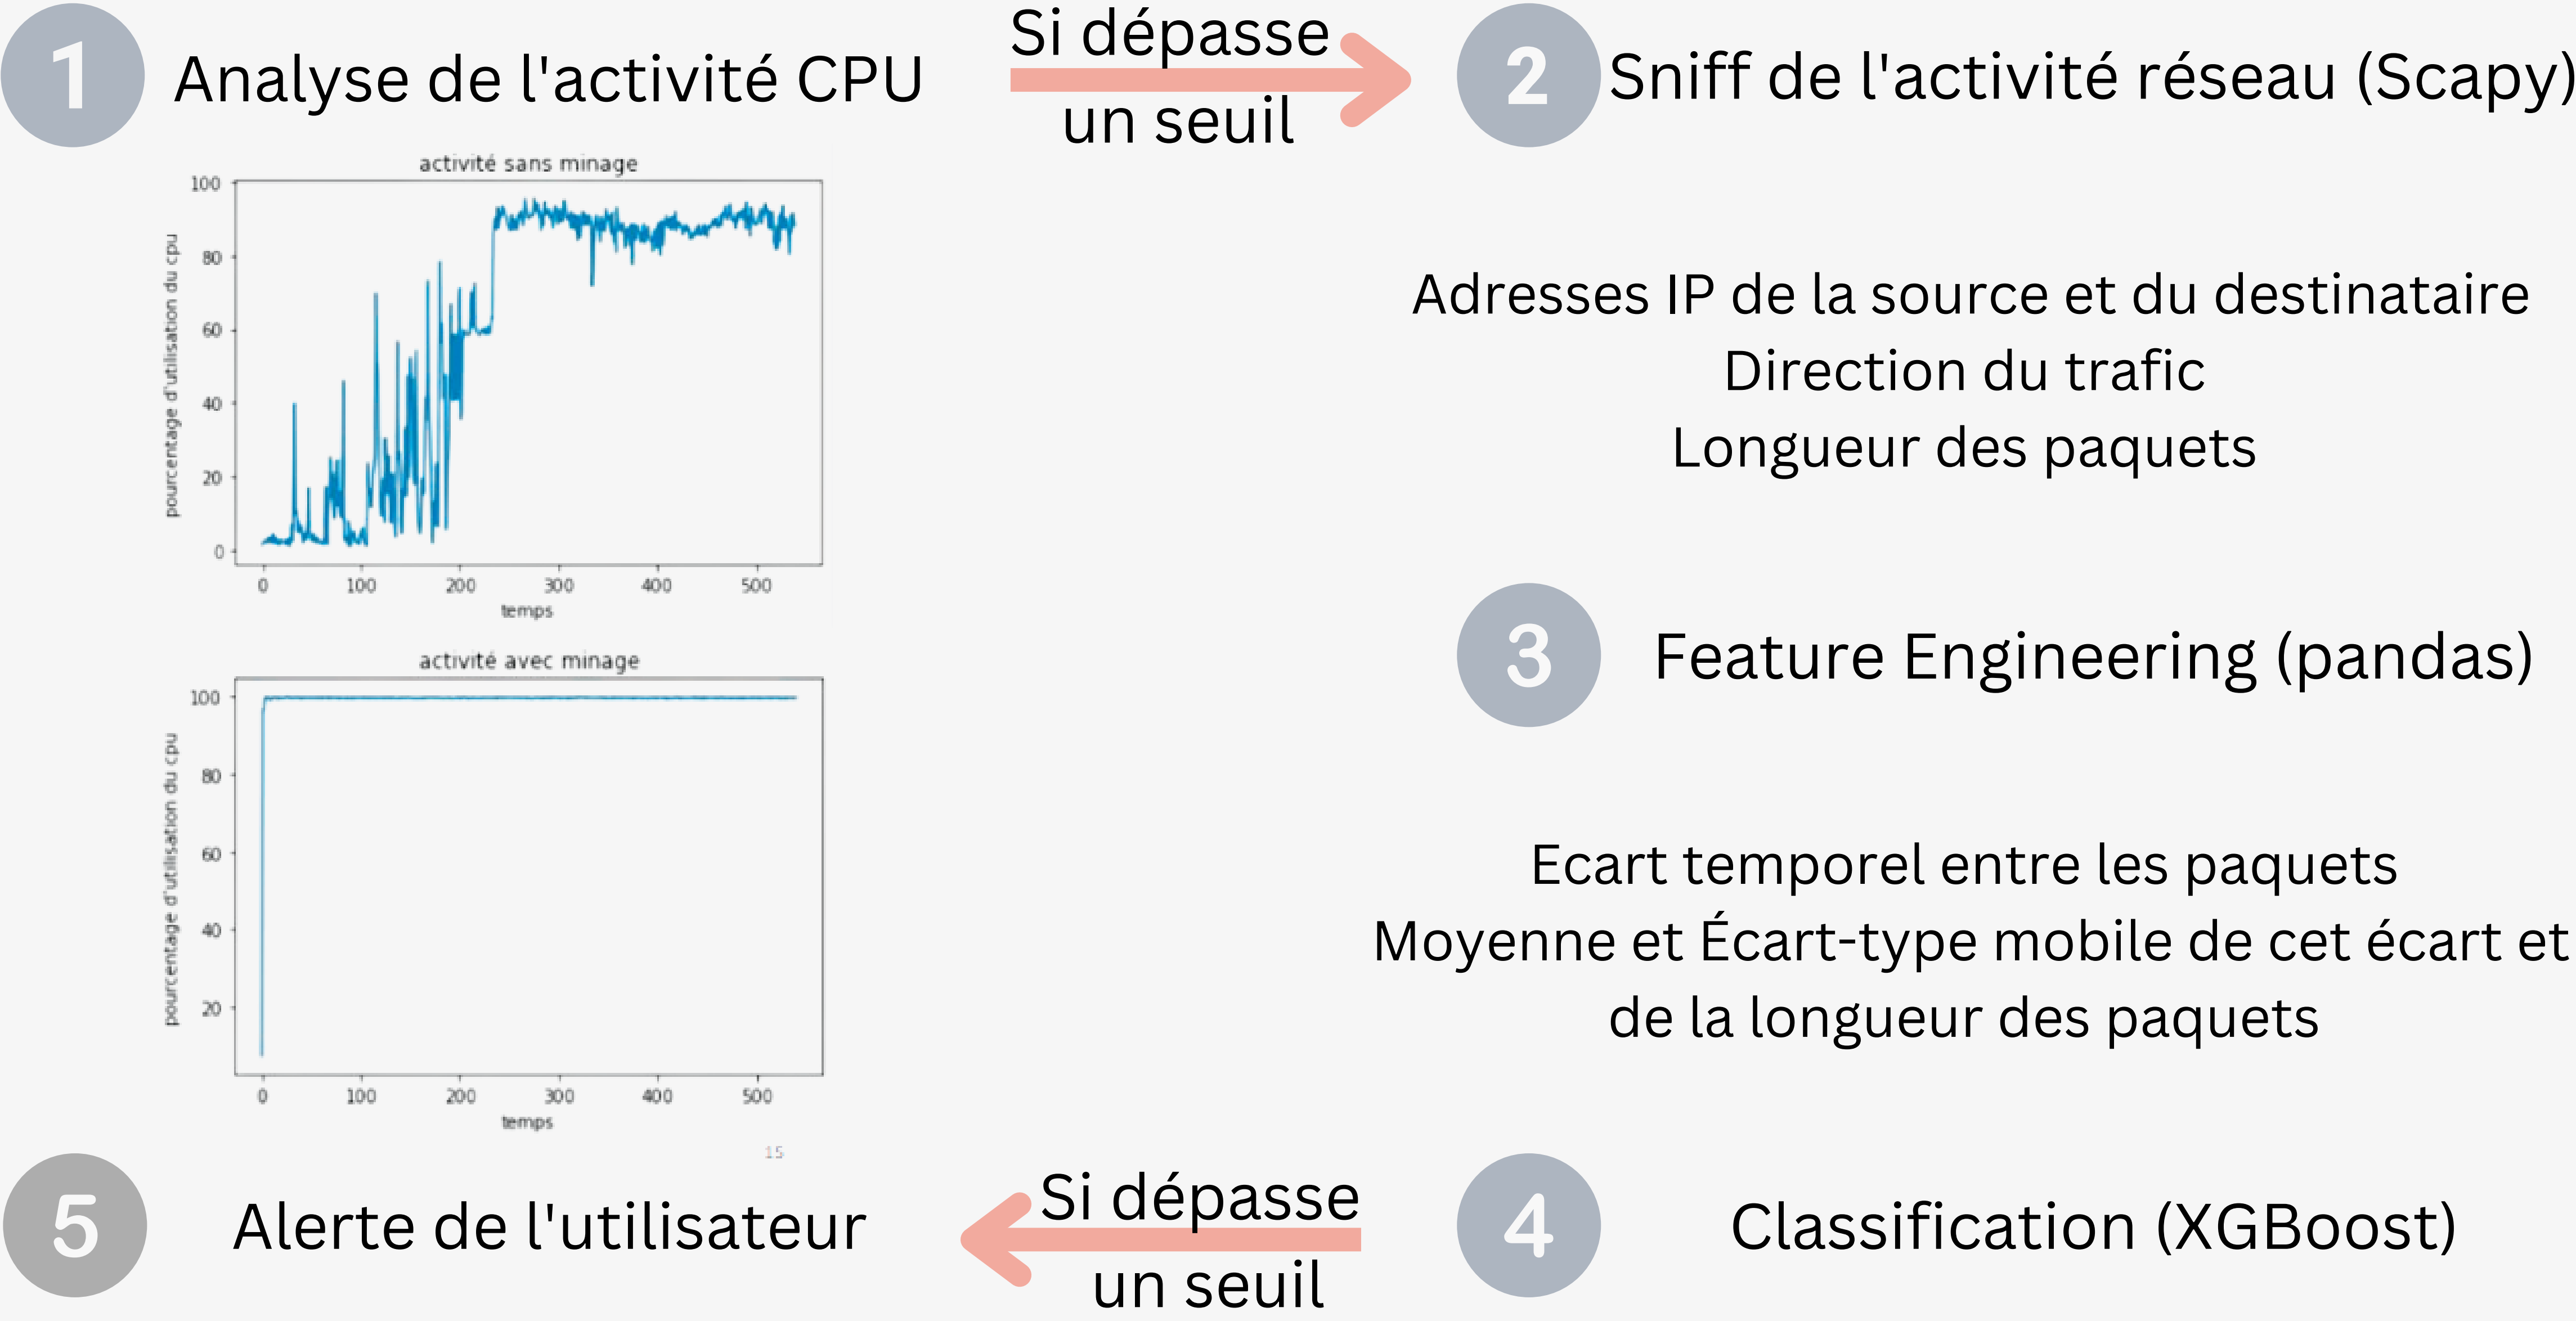 1
Analyse de l'activité CPU
Si dépasse
un seuil
2
Sniff de l'activité réseau (Scapy)
activité sans minage
pourcentage d'utilisation du cpu
100
80
60
40
20
0
0 100 200 300 400 500
temps
Adresses IP de la source et du destinataire
Direction du trafic
Longueur des paquets
3
Feature Engineering (pandas)
activité avec minage
pourcentage d'utilisation du cpu
100
80
60
40
20
0 100 200 300 400 500
temps
15
Ecart temporel entre les paquets
Moyenne et Écart-type mobile de cet écart et
de la longueur des paquets
4
Classification (XGBoost)
Si dépasse
un seuil
5
Alerte de l'utilisateur